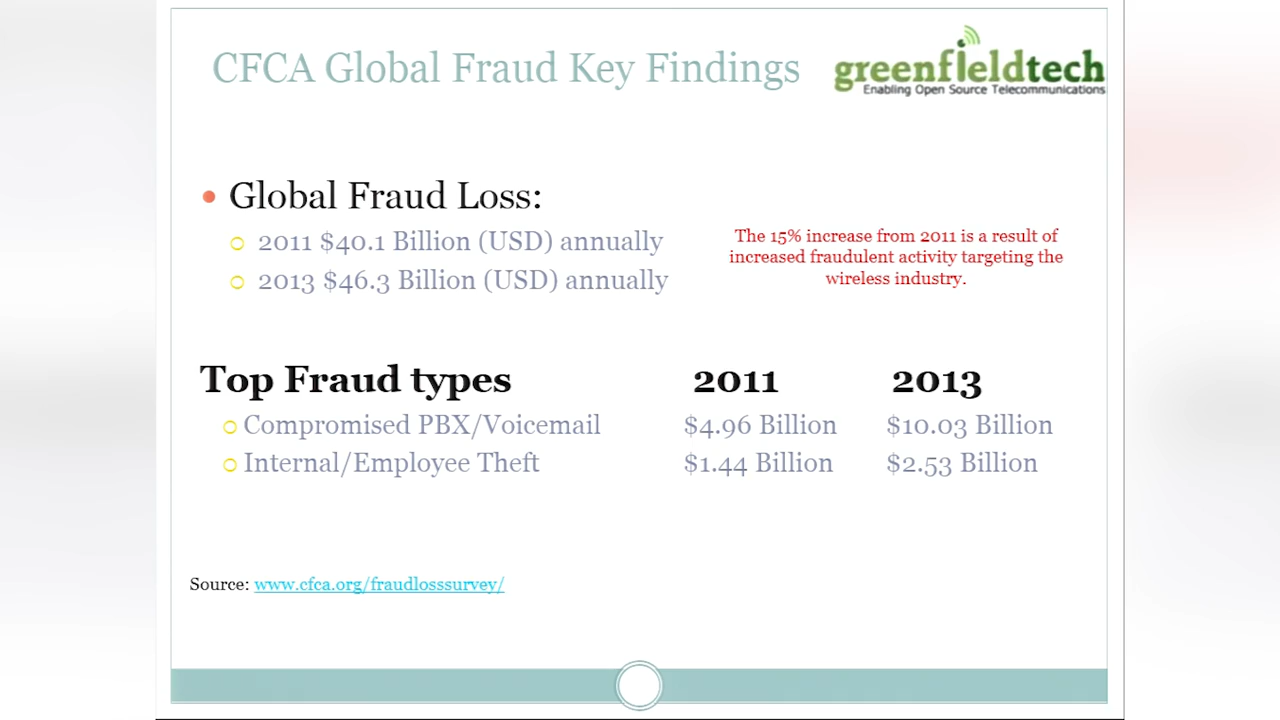 CFCA Global Fraud Key Findings
greenfieldtech
Enabling Open Source Telecommunications
Global Fraud Loss:
2011 $40.1 Billion (USD) annually
2013 $46.3 Billion (USD) annually
The 15% increase from 2011 is a result of
increased fraudulent activity targeting the
wireless industry.
Top Fraud types 2011 2013
Compromised PBX/Voicemail $4.96 Billion $10.03 Billion
Internal/Employee Theft $1.44 Billion $2.53 Billion
Source: www.cfca.org/fraudlosssurvey/